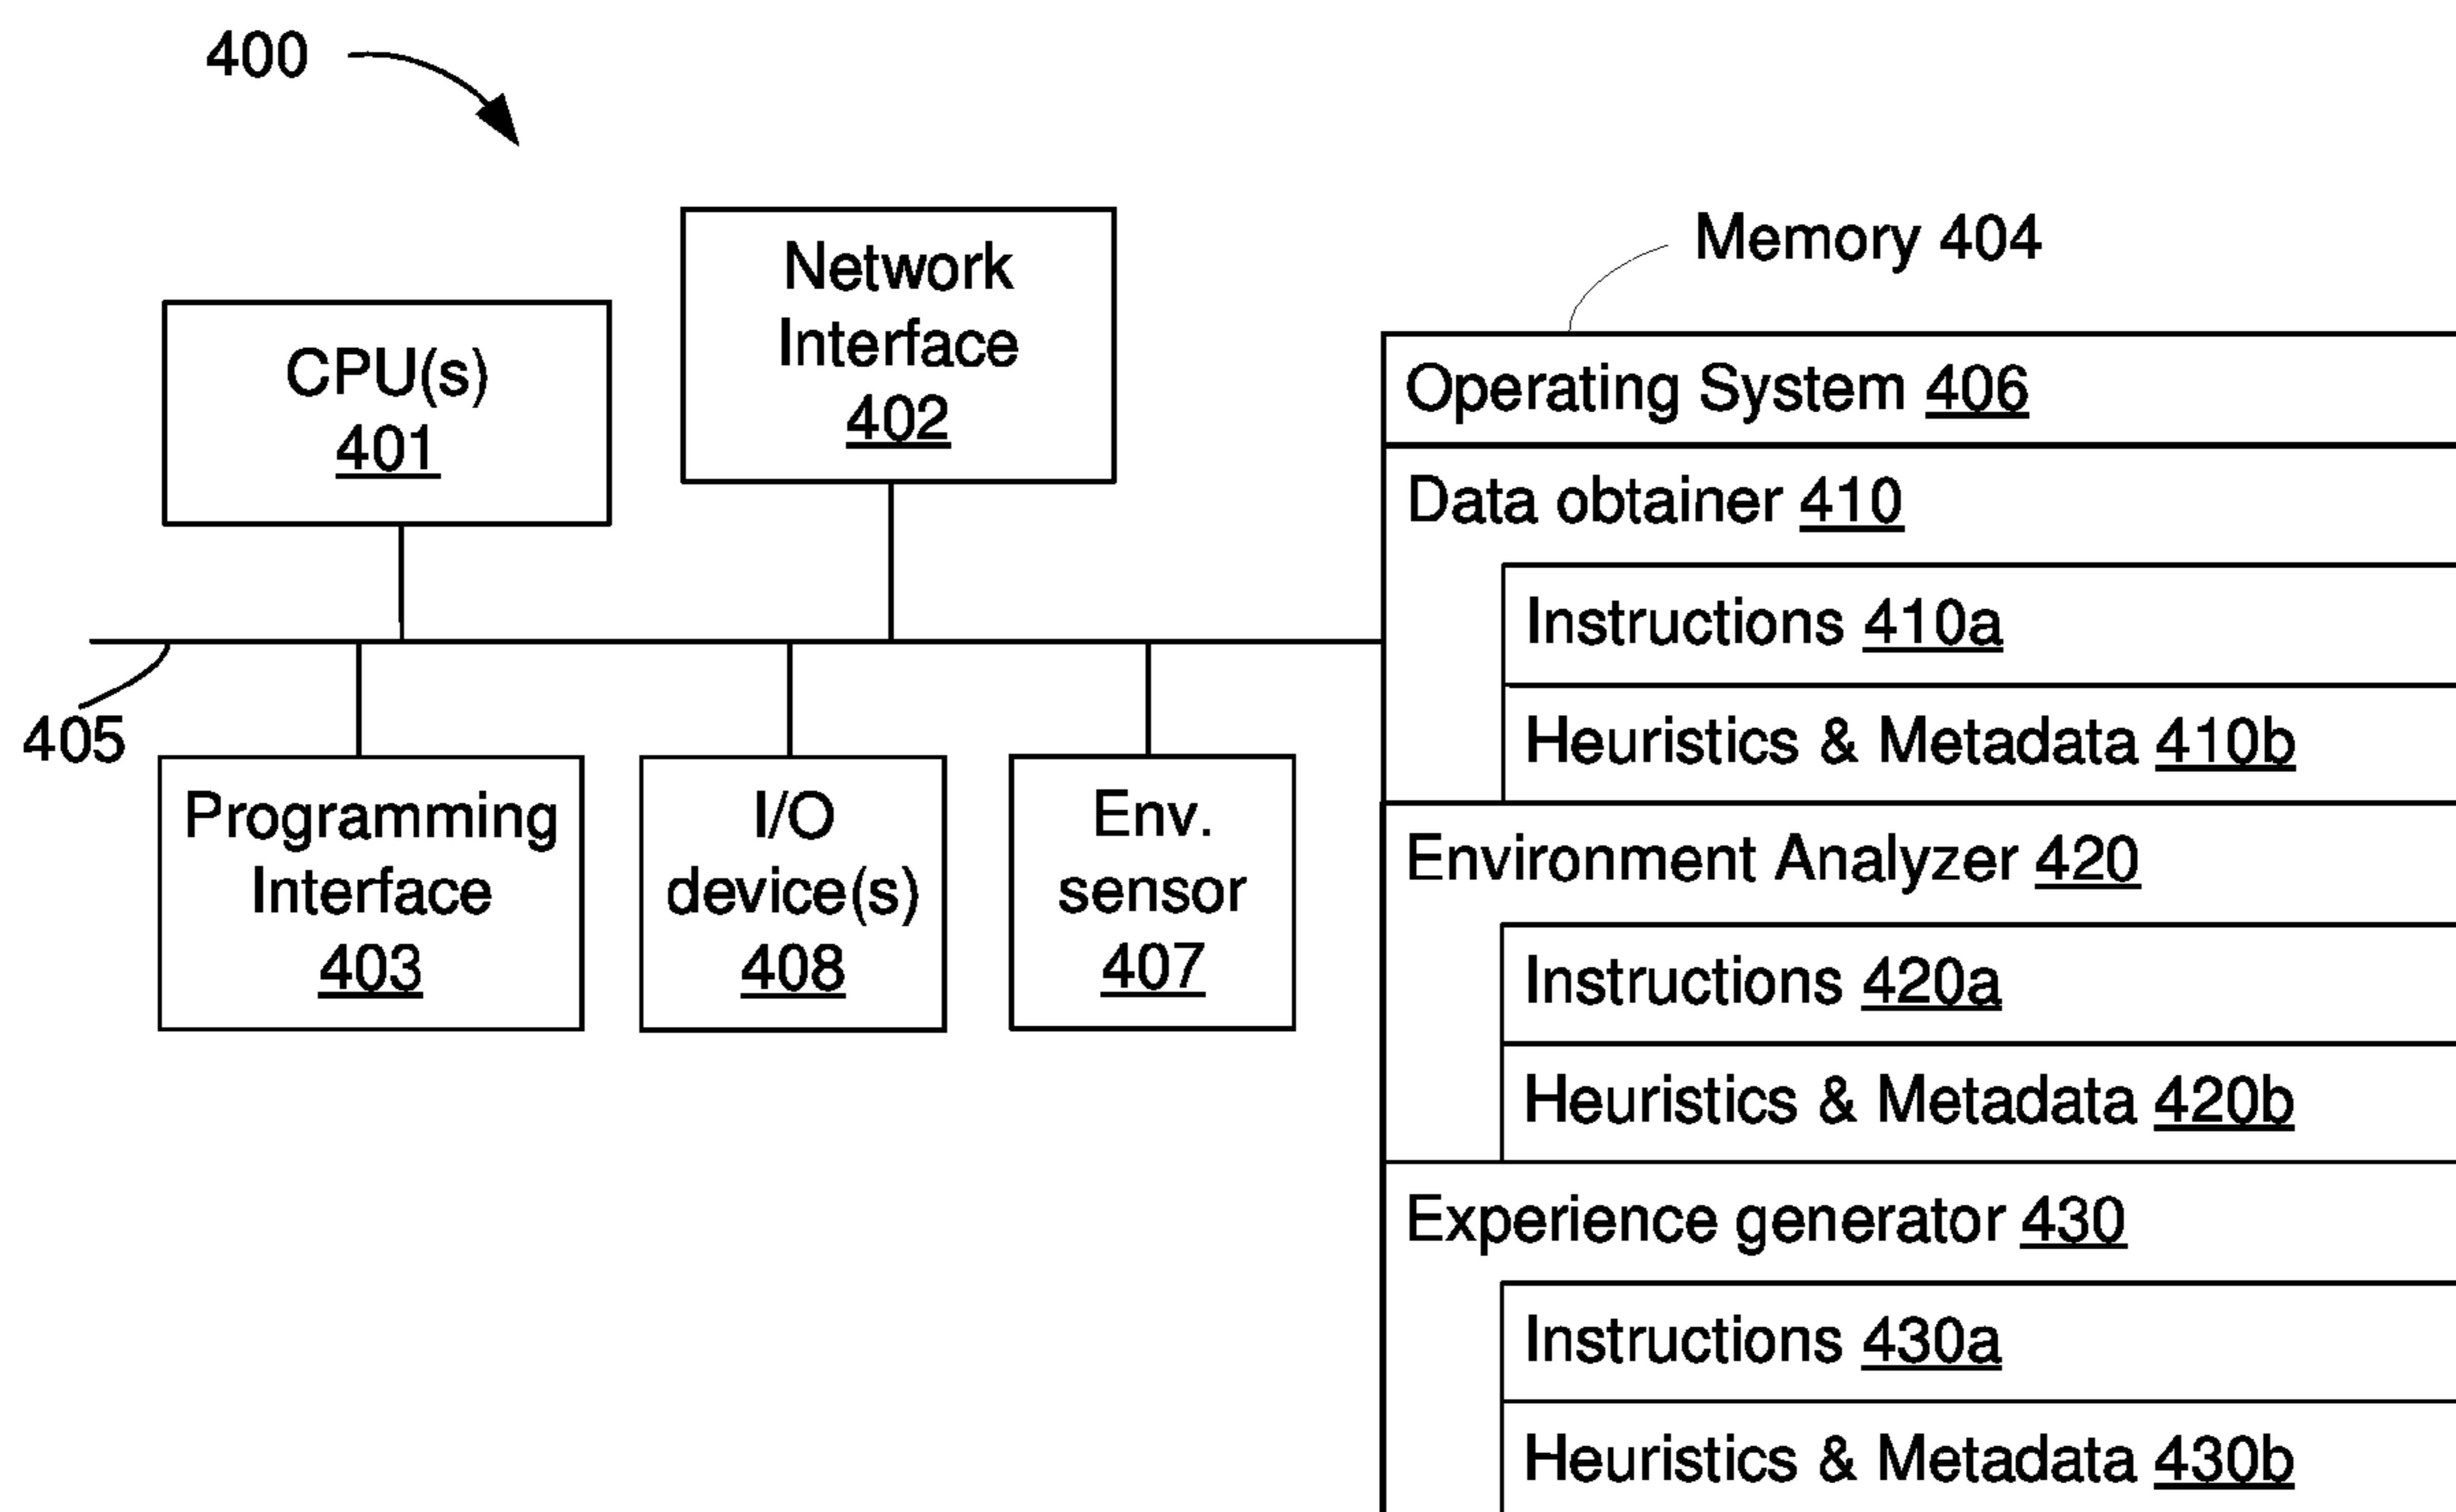 400
Network
Interface
402
CPU(s)
401
405
Programming
Interface
403
I/O
device(s)
408
Env.
sensor
407
Memory 404
Operating System 406
Data obtainer 410
Instructions 410a
Heuristics & Metadata 410b
Environment Analyzer 420
Instructions 420a
Heuristics & Metadata 420b
Experience generator 430
Instructions 430a
Heuristics & Metadata 430b